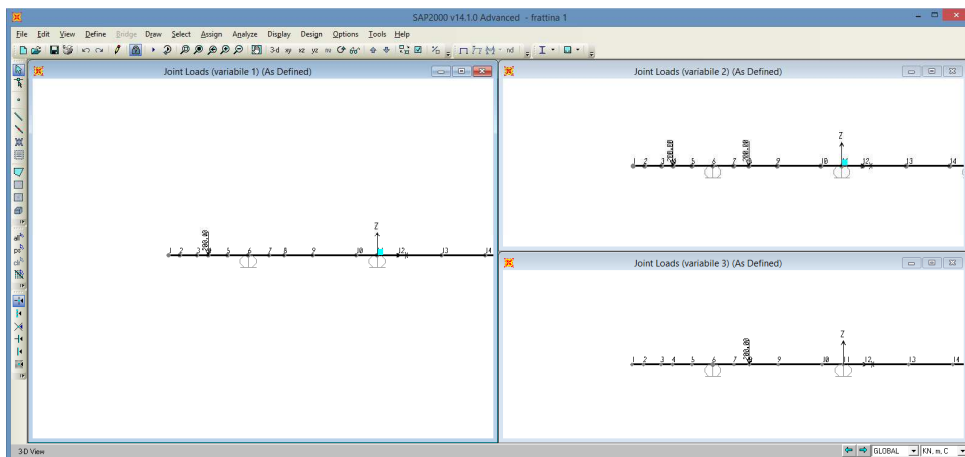 SAP2000 v14.1.0 Advanced - frattina 1
File Edit View Define Bridge Draw Select Assign Analyze Display Design Options Tools Help
3-d xy xz yz nv nd
Joint Loads (variabile 1) (As Defined)
Joint Loads (variabile 2) (As Defined)
Z
200.00 200.00
1 2 3 4 5 6 7 8 9 10 12 13 14
Z
200.00
1 2 3 5 6 7 8 9 10 12 13 14
Joint Loads (variabile 3) (As Defined)
Z
200.00
1 2 3 4 5 6 7 9 10 11 12 13 14
all
ps
clr
3-D View
GLOBAL
KN, m, C